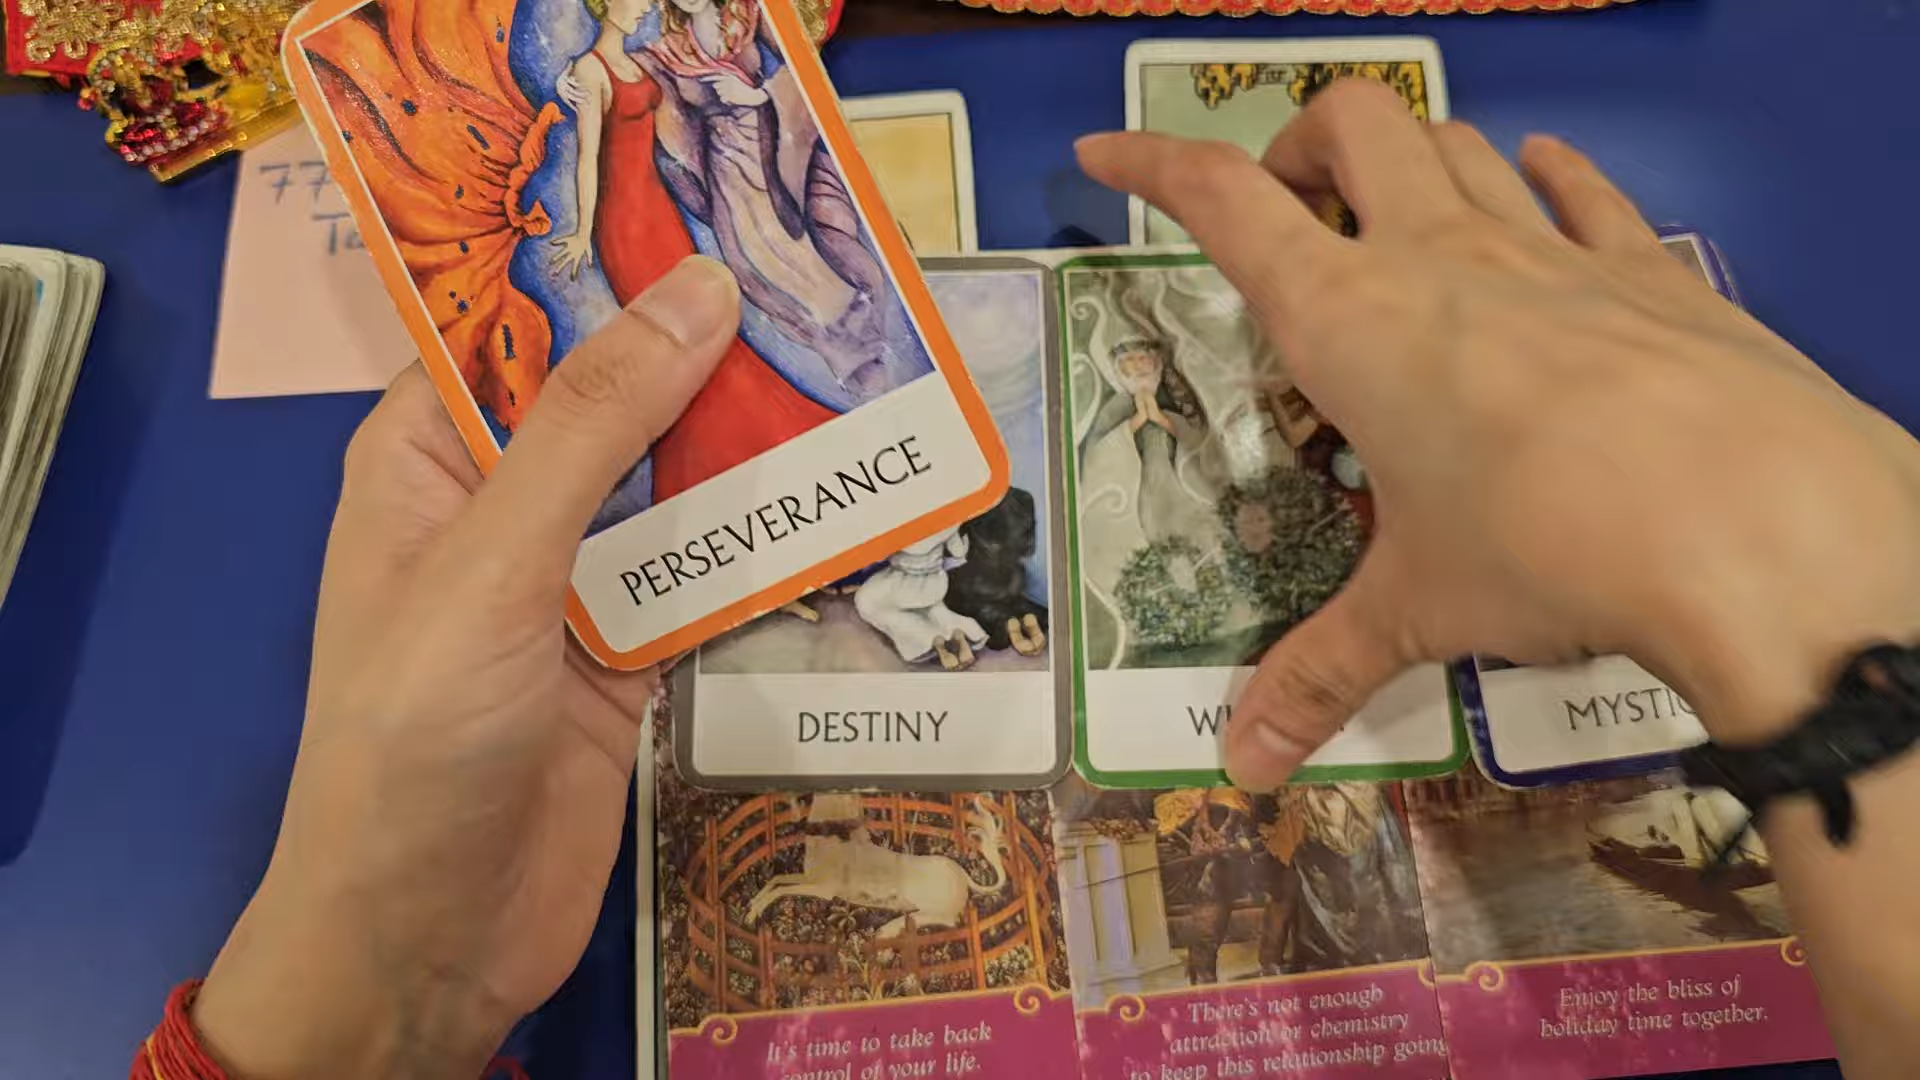 77
PERSEVERANCE
DESTINY
It's time to take back
control of your life.
There's not enough
attraction or chemistry
to keep this relationship going
Enjoy the bliss of
holiday time together.